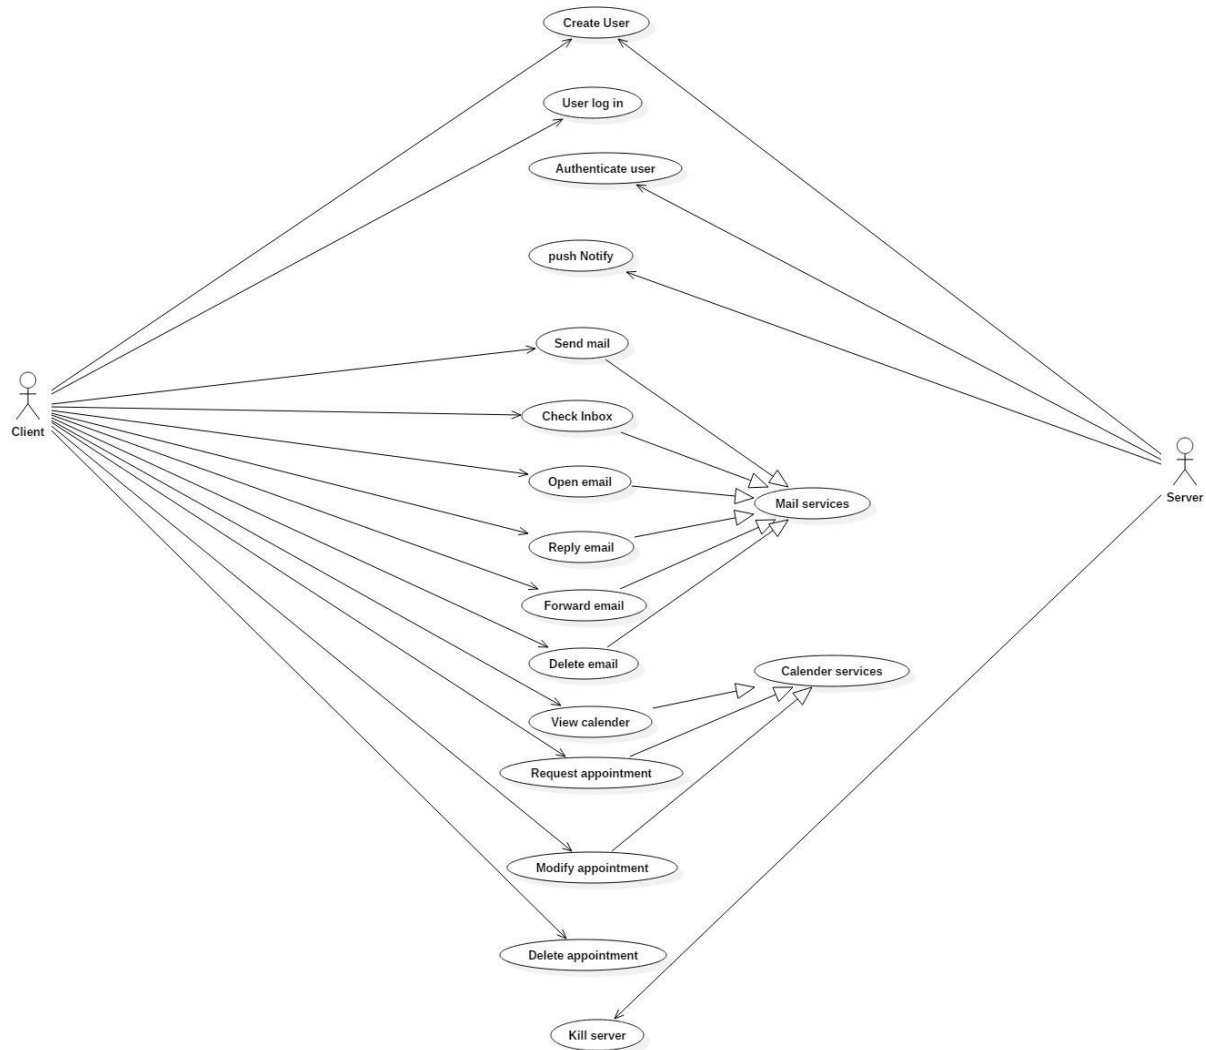 Create User
User log in
Authenticate user
push Notify
Send mail
Client
Check Inbox
Open email
Server
Mail services
Reply email
Forward email
Delete email
Calender services
View calender
Request appointment
Modify appointment
Delete appointment
Kill server